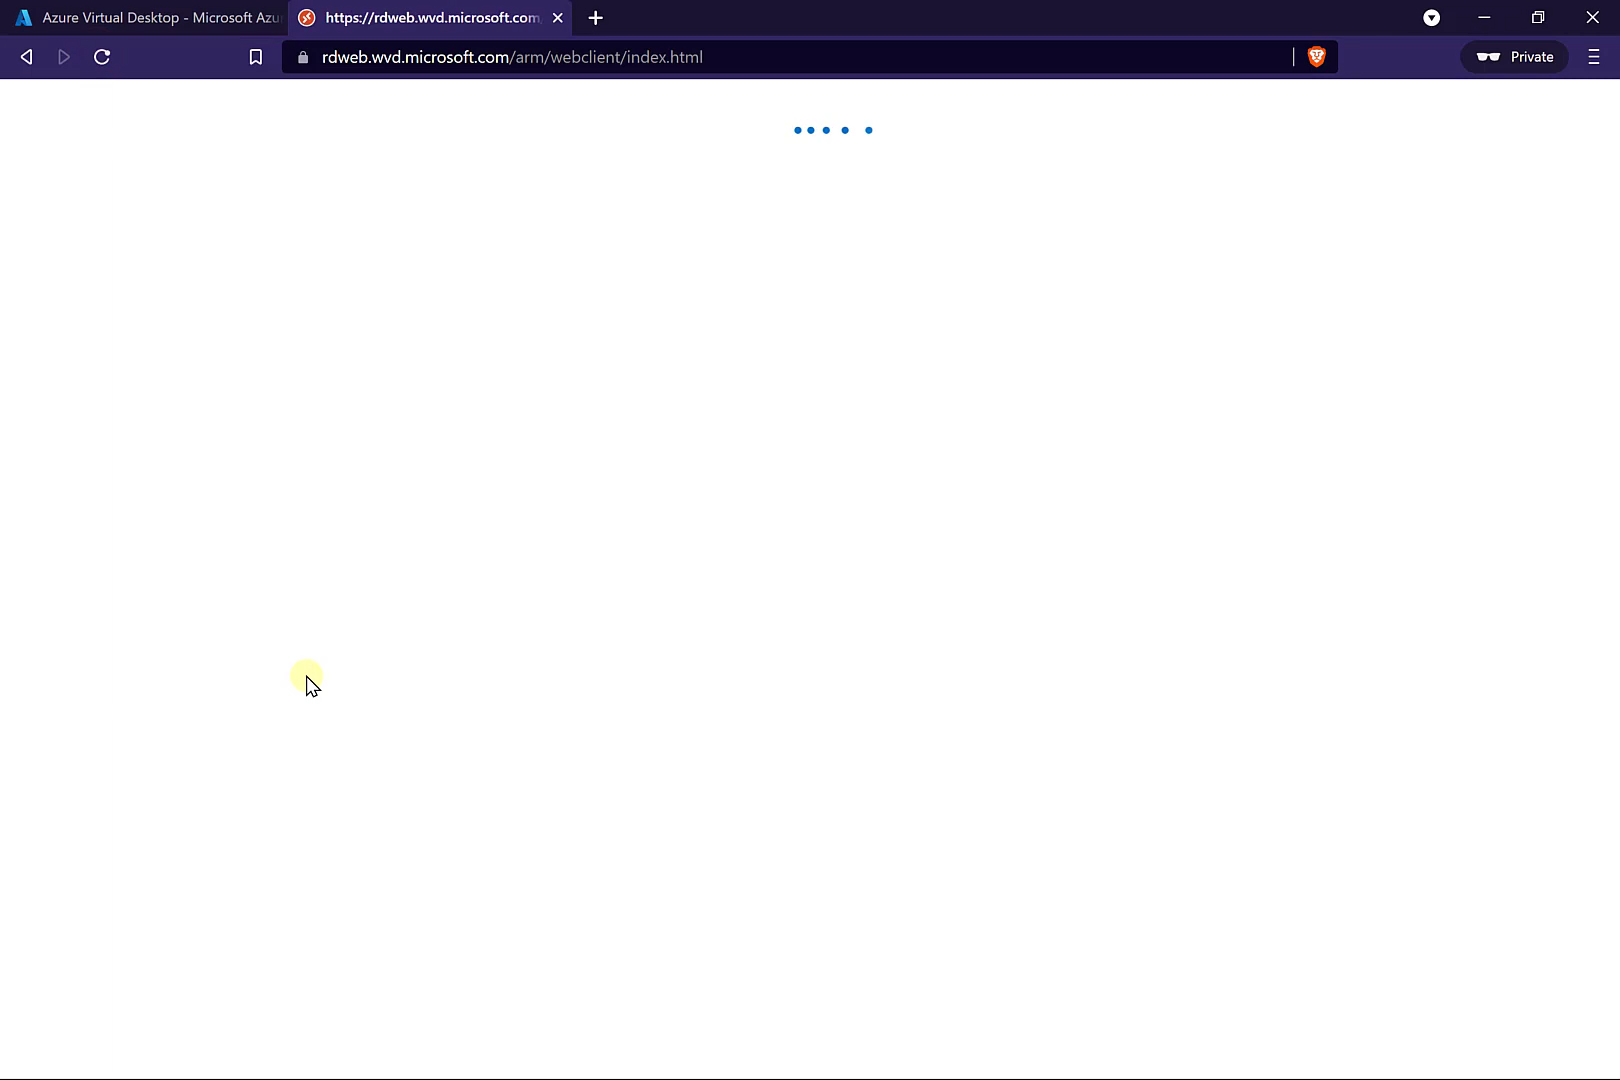 Azure Virtual Desktop - Microsoft Azu
https://rdweb.wvd.microsoft.com
rdweb.wvd.microsoft.com/arm/webclient/index.html
Private